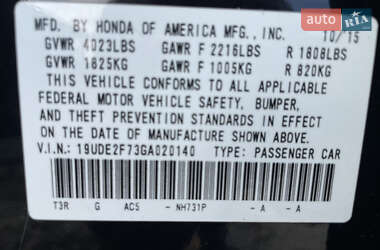 auto
RIA
MFD. BY HONDA OF AMERICA MFG., INC. 10/15
GVWR 4023LBS GAWR F 2216LBS R 1808LBS
GVWR 1825KG GAWR F 1005KG R 820KG
THIS VEHICLE CONFORMS TO ALL APPLICABLE
FEDERAL MOTOR VEHICLE SAFETY, BUMPER,
AND THEFT PREVENTION STANDARDS IN EFFECT
ON THE DATE OF MANUFACTURE SHOWN ABOVE.
V.I.N.: 19UDE2F73GA020140 TYPE: PASSENGER CAR
T3R G AC5 - NH731P - A - A